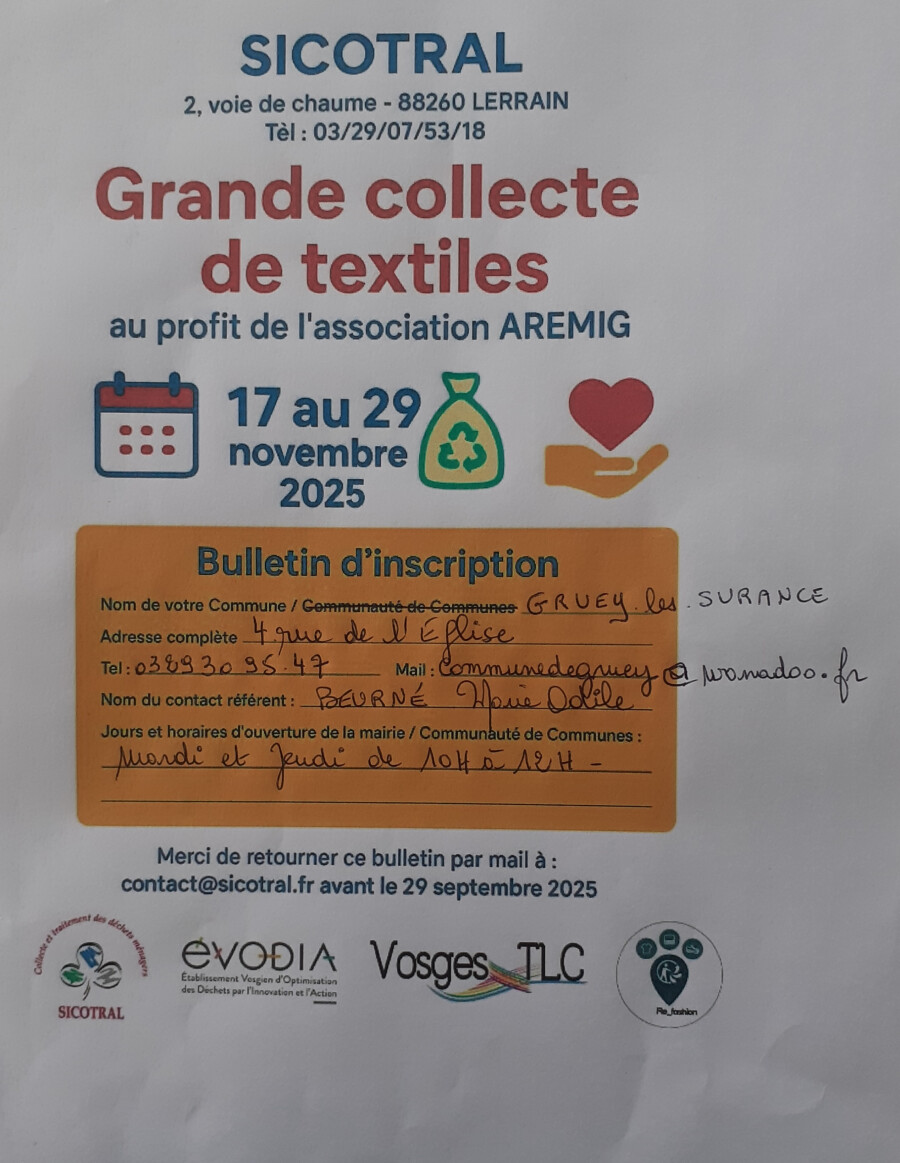 SICOTRAL
2, voie de chaume - 88260 LERRAIN
Tèl : 03/29/07/53/18
Grande collecte
de textiles
au profit de l'association AREMIG
17 au 29
novembre
2025
Bulletin d'inscription
Nom de votre Commune / Communauté de Communes GRUEY.les.SURANCE
Adresse complète 4 rue de l'Église
Tel : 03893095.47 Mail : Communedegruey@wanadoo.fr
Nom du contact référent : BEURNÉ Marie Odile
Jours et horaires d'ouverture de la mairie / Communauté de Communes :
Mardi et Jeudi de 10H à 12H -
Merci de retourner ce bulletin par mail à :
contact@sicotral.fr avant le 29 septembre 2025
Collecte et traitement des déchets ménagers
SICOTRAL
évODIA
Établissement Vosgien d'Optimisation
des Déchets par l'Innovation et l'Action
Vosges TLC
Re_fashion